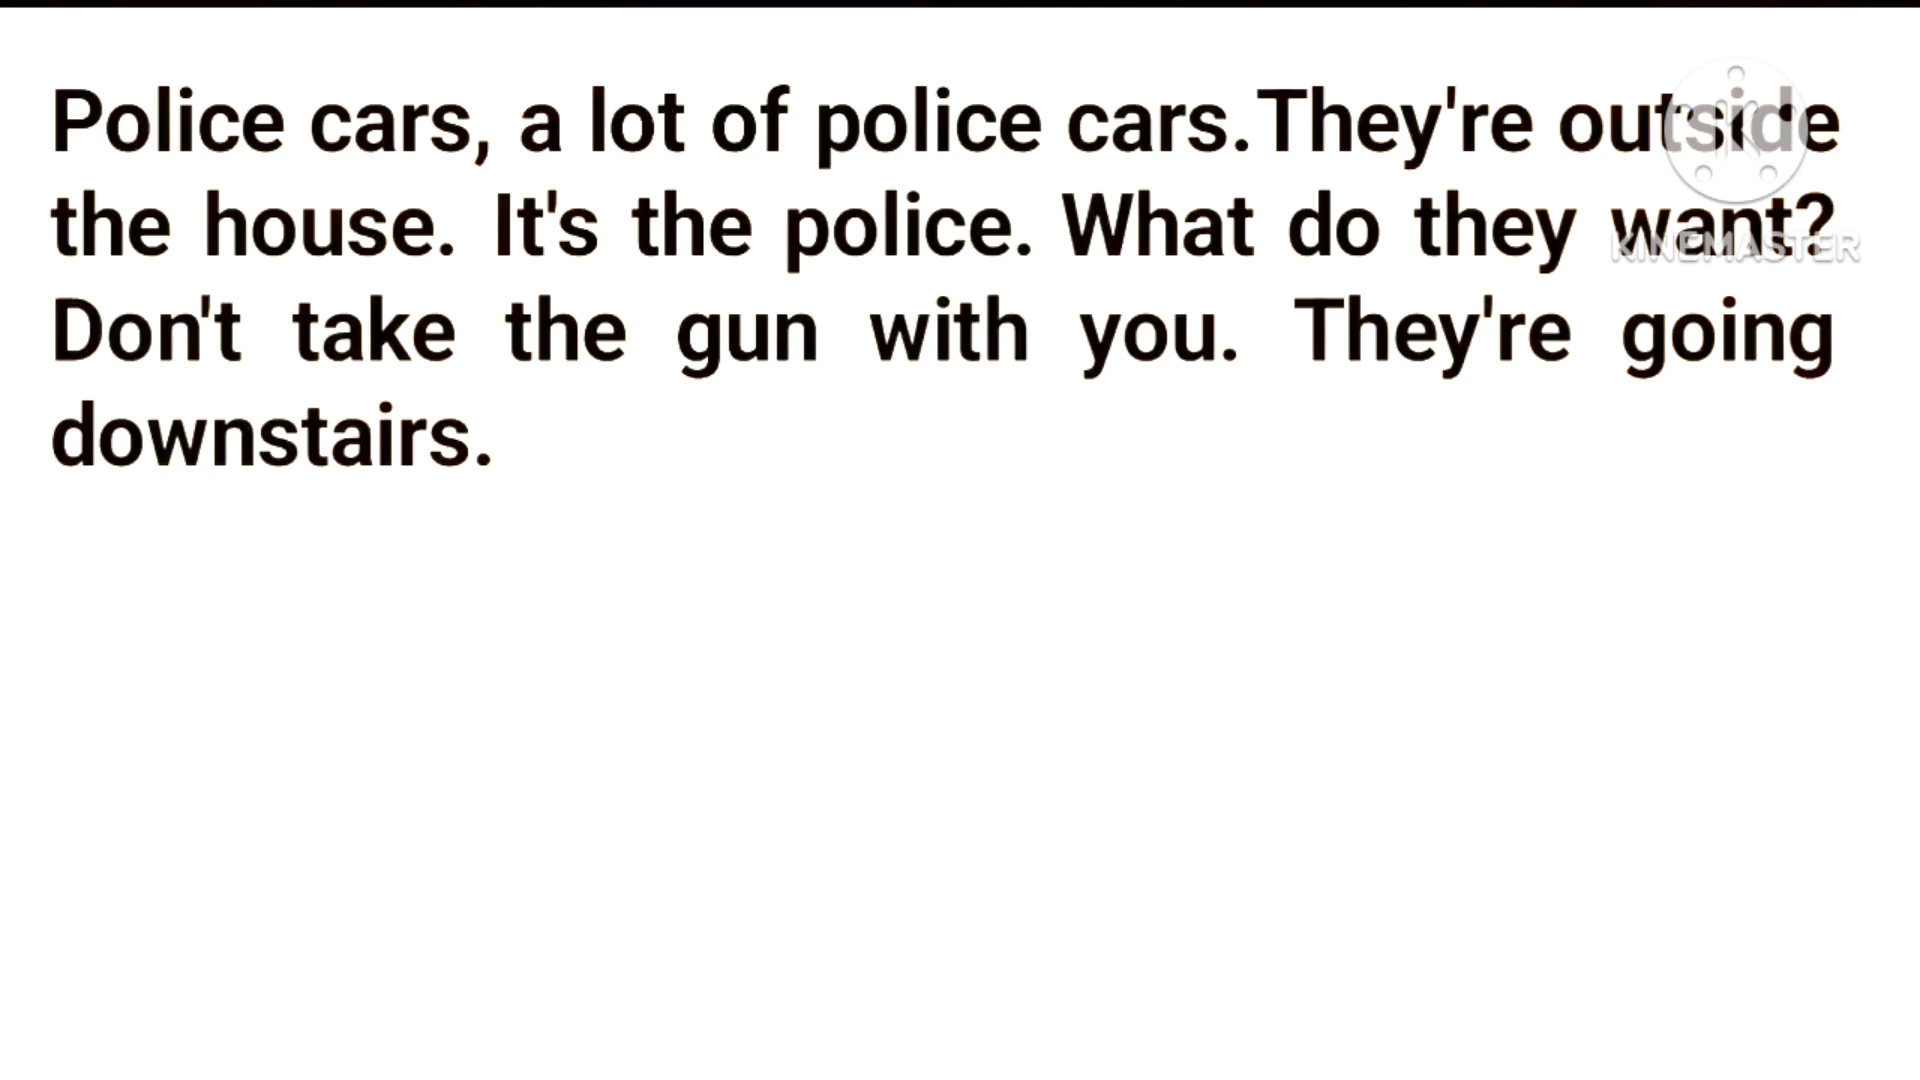 Police cars, a lot of police cars.They're outside
the house. It's the police. What do they want?
KINEMASTER
Don't take the gun with you. They're going
downstairs.